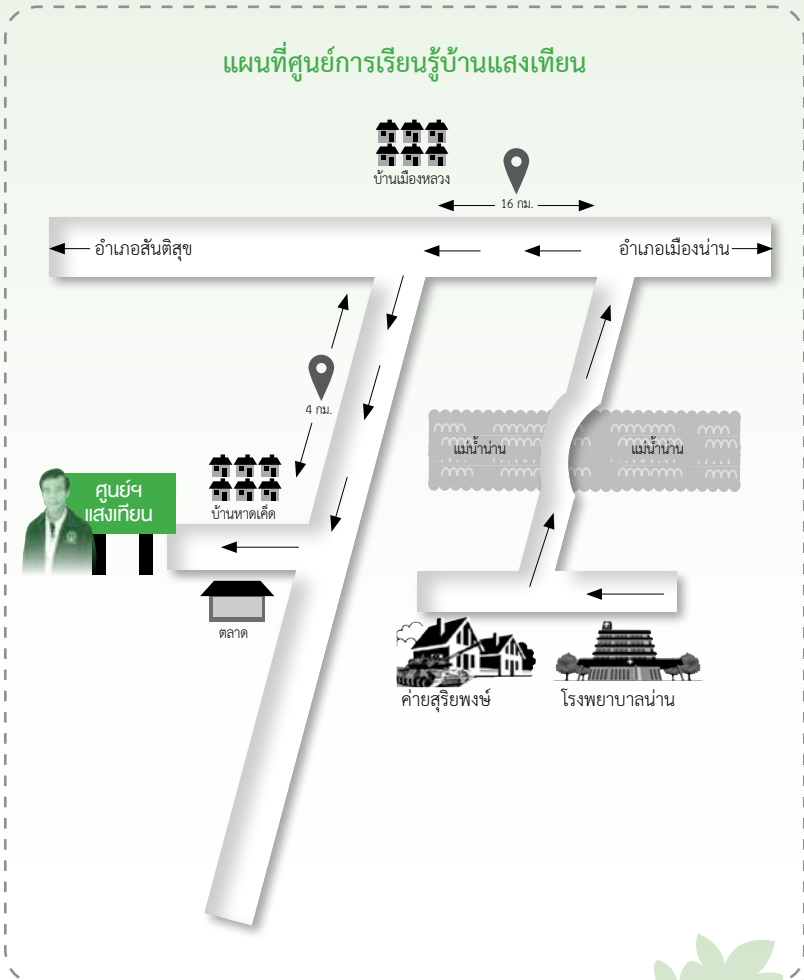 แผนที่ศูนย์การเรียนรู้บ้านแสงเทียน
บ้านเมืองหลวง
16 กม.
อำเภอสันติสุข
อำเภอเมืองน่าน
4 กม.
แม่น้ำน่าน
แม่น้ำน่าน
ศูนย์ฯ
แสงเทียน
บ้านหาดเค็ด
ตลาด
ค่ายสุริยพงษ์
โรงพยาบาลน่าน